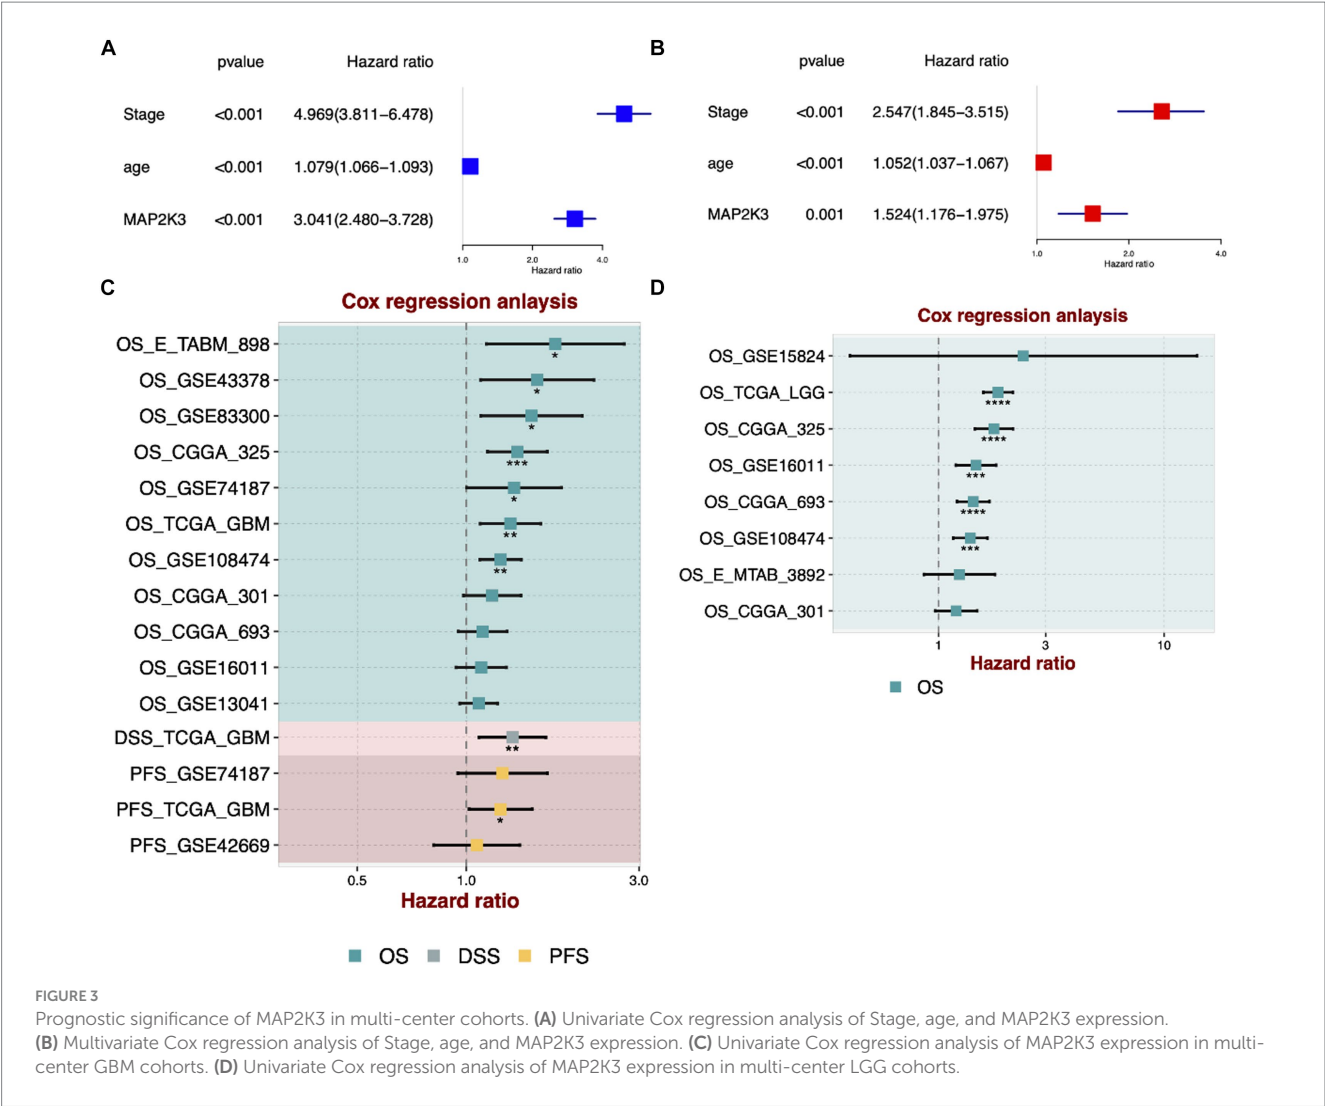 A
pvalue Hazard ratio
Stage <0.001 4.969(3.811–6.478)
age <0.001 1.079(1.066–1.093)
MAP2K3 <0.001 3.041(2.480–3.728)
1.0 2.0 4.0
Hazard ratio
B
pvalue Hazard ratio
Stage <0.001 2.547(1.845–3.515)
age <0.001 1.052(1.037–1.067)
MAP2K3 0.001 1.524(1.176–1.975)
1.0 2.0 4.0
Hazard ratio
C
Cox regression anlaysis
OS_E_TABM_898
*
OS_GSE43378
*
OS_GSE83300
*
OS_CGGA_325
***
OS_GSE74187
*
OS_TCGA_GBM
**
OS_GSE108474
**
OS_CGGA_301
OS_CGGA_693
OS_GSE16011
OS_GSE13041
DSS_TCGA_GBM
**
PFS_GSE74187
PFS_TCGA_GBM
*
PFS_GSE42669
0.5 1.0 3.0
Hazard ratio
OS DSS PFS
D
Cox regression anlaysis
OS_GSE15824
OS_TCGA_LGG
****
OS_CGGA_325
****
OS_GSE16011
***
OS_CGGA_693
****
OS_GSE108474
***
OS_E_MTAB_3892
OS_CGGA_301
1 3 10
Hazard ratio
OS
FIGURE 3
Prognostic significance of MAP2K3 in multi-center cohorts. (A) Univariate Cox regression analysis of Stage, age, and MAP2K3 expression.
(B) Multivariate Cox regression analysis of Stage, age, and MAP2K3 expression. (C) Univariate Cox regression analysis of MAP2K3 expression in multi-
center GBM cohorts. (D) Univariate Cox regression analysis of MAP2K3 expression in multi-center LGG cohorts.